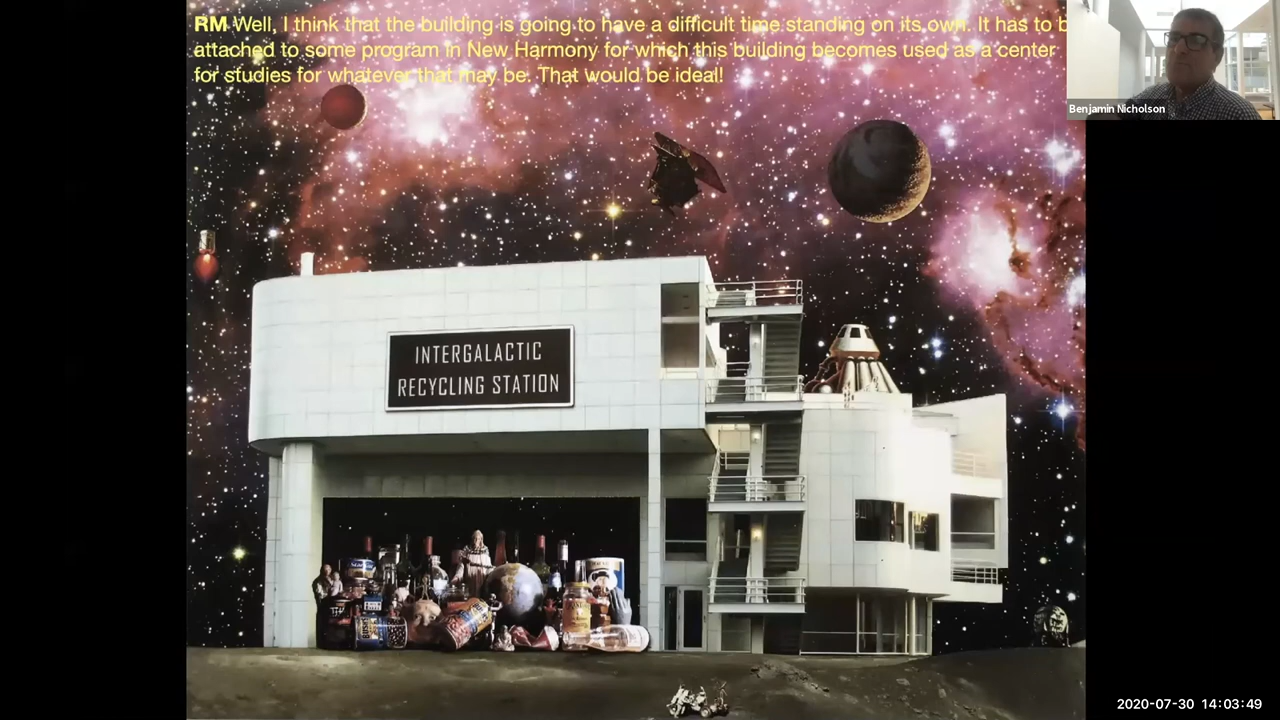 RM Well, I think that the building is going to have a difficult time standing on its own. It has to b
attached to some program in New Harmony for which this building becomes used as a center
for studies for whatever that may be. That would be ideal!
Benjamin Nicholson
INTERGALACTIC
RECYCLING STATION
2020-07-30 14:03:49